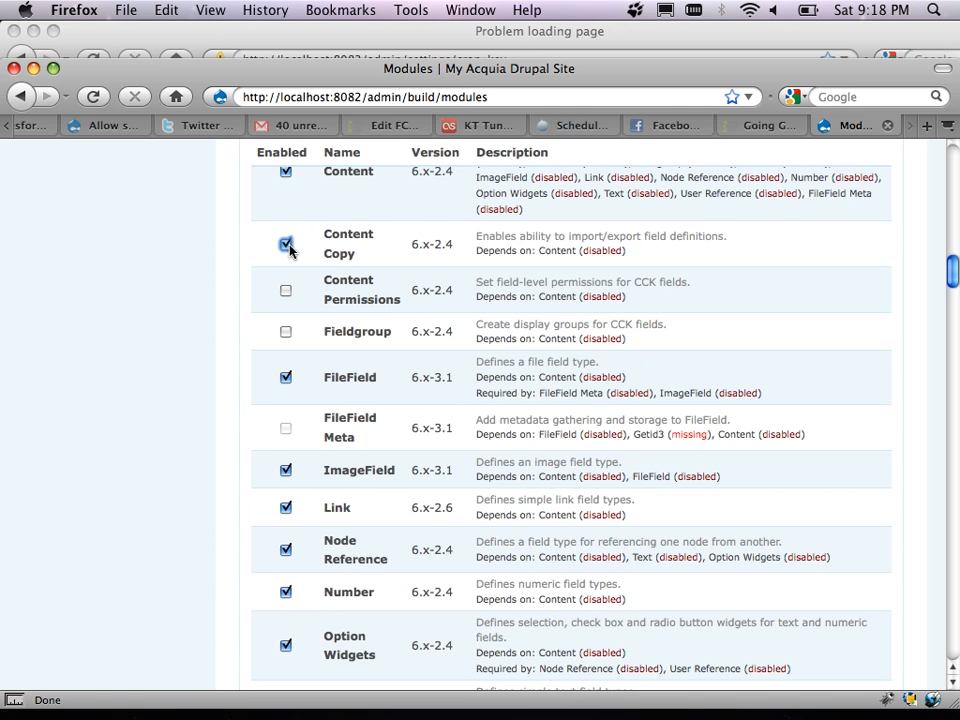 Firefox File Edit View History Bookmarks Tools Window Help Sat 9:18 PM
Problem loading page
Modules | My Acquia Drupal Site
http://localhost:8082/admin/build/modules Google
sfor... Allow s... Twitter ... 40 unre... Edit FC... KT Tun... Schedul... Facebo... Going G... Mod...
Enabled Name Version Description
Content 6.x-2.4
ImageField (disabled), Link (disabled), Node Reference (disabled), Number (disabled),
Option Widgets (disabled), Text (disabled), User Reference (disabled), FileField Meta
(disabled)
Content
Copy
6.x-2.4
Enables ability to import/export field definitions.
Depends on: Content (disabled)
Content
Permissions
6.x-2.4
Set field-level permissions for CCK fields.
Depends on: Content (disabled)
Fieldgroup 6.x-2.4
Create display groups for CCK fields.
Depends on: Content (disabled)
FileField 6.x-3.1
Defines a file field type.
Depends on: Content (disabled)
Required by: FileField Meta (disabled), ImageField (disabled)
FileField
Meta
6.x-3.1
Add metadata gathering and storage to FileField.
Depends on: FileField (disabled), Getid3 (missing), Content (disabled)
ImageField 6.x-3.1
Defines an image field type.
Depends on: Content (disabled), FileField (disabled)
Link 6.x-2.6
Defines simple link field types.
Depends on: Content (disabled)
Node
Reference
6.x-2.4
Defines a field type for referencing one node from another.
Depends on: Content (disabled), Text (disabled), Option Widgets (disabled)
Number 6.x-2.4
Defines numeric field types.
Depends on: Content (disabled)
Option
Widgets
6.x-2.4
Defines selection, check box and radio button widgets for text and numeric
fields.
Depends on: Content (disabled)
Required by: Node Reference (disabled), User Reference (disabled)
Done